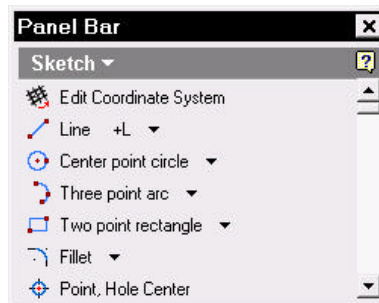 Panel Bar
Sketch
Edit Coordinate System
Line +L
Center point circle
Three point arc
Two point rectangle
Fillet
Point, Hole Center